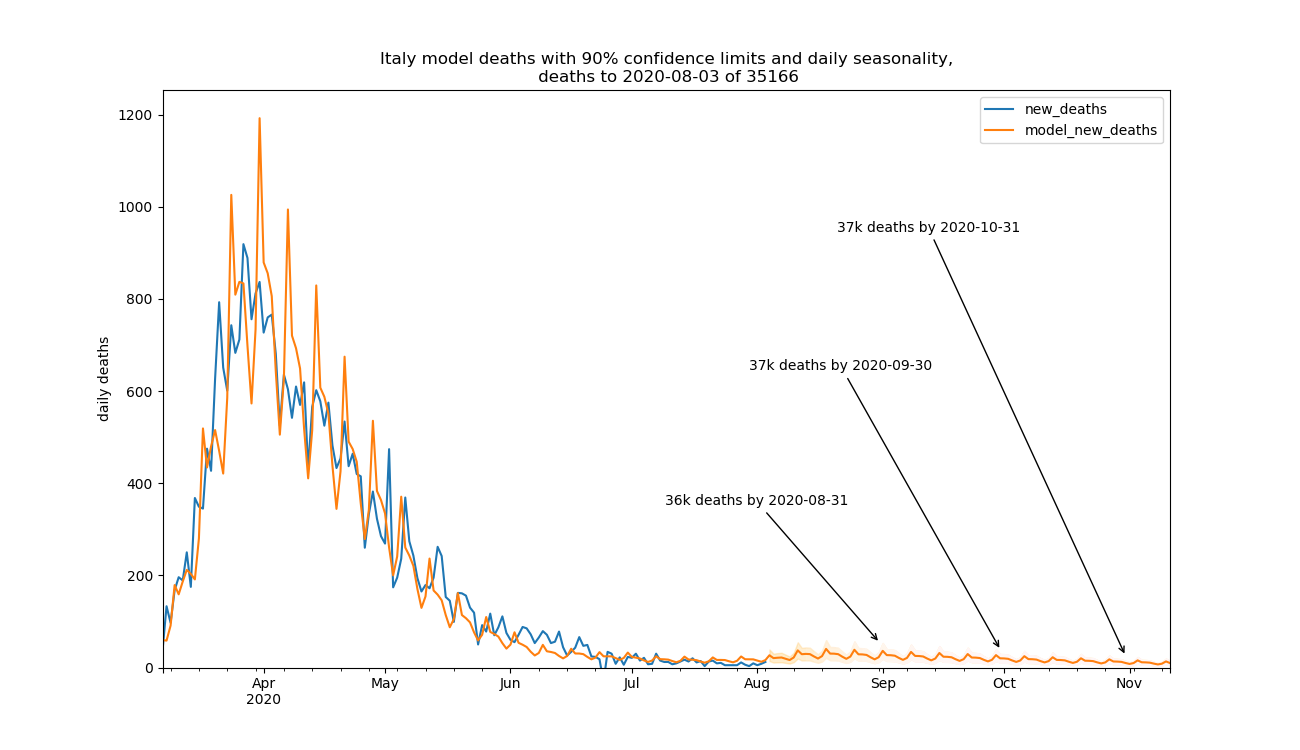 Italy model deaths with 90% confidence limits and daily seasonality,
deaths to 2020-08-03 of 35166
new_deaths
model_new_deaths
daily deaths
1200
1000
800
600
400
200
0
37k deaths by 2020-10-31
37k deaths by 2020-09-30
36k deaths by 2020-08-31
Apr
2020
May
Jun
Jul
Aug
Sep
Oct
Nov